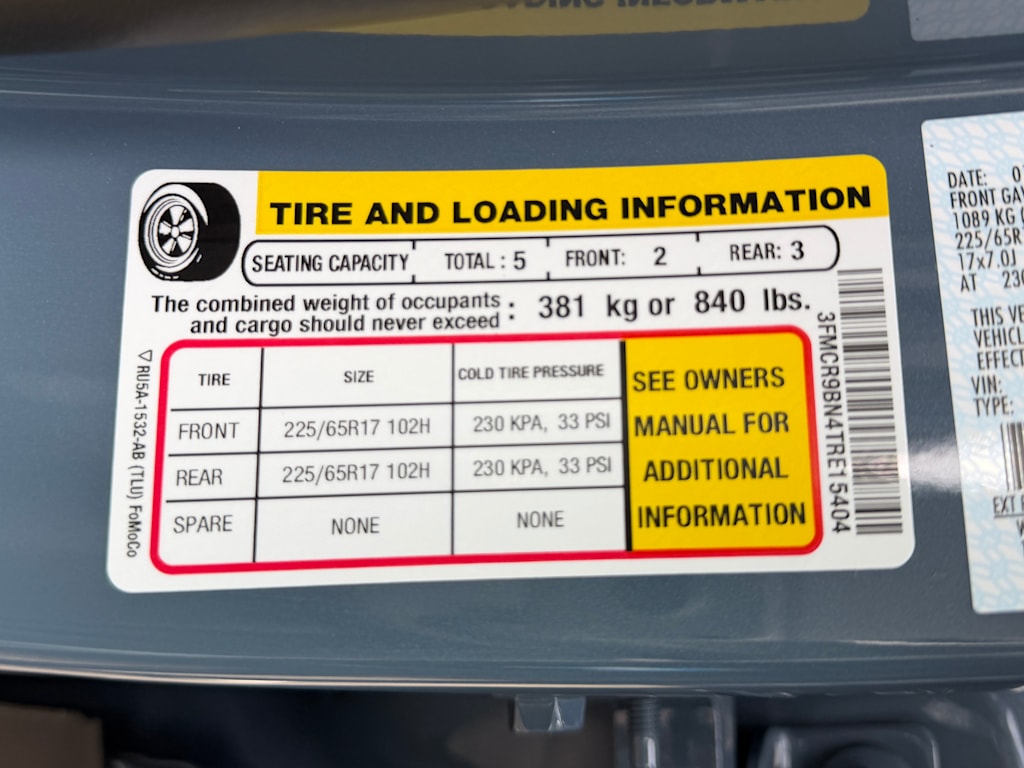 TIRE AND LOADING INFORMATION
SEATING CAPACITY TOTAL : 5 FRONT: 2 REAR: 3
The combined weight of occupants
and cargo should never exceed : 381 kg or 840 lbs.
TIRE SIZE COLD TIRE PRESSURE
FRONT 225/65R17 102H 230 KPA, 33 PSI
REAR 225/65R17 102H 230 KPA, 33 PSI
SPARE NONE NONE
SEE OWNERS
MANUAL FOR
ADDITIONAL
INFORMATION
RU5A-1532-AB (TLU) FoMoCo
3FMCR9BN4TRE15404
DATE: 0
FRONT GA
1089 KG
225/65R
17x7.0J
AT 230
THIS VE
VEHICL
EFFECT
VIN:
TYPE:
EXT